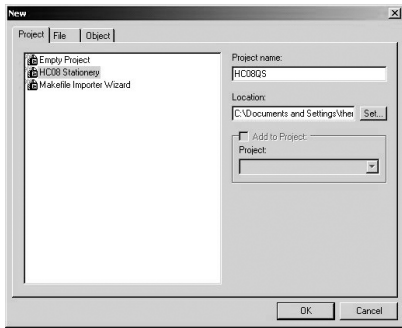 New
Project File Object
Empty Project
HC08 Stationery
Makefile Importer Wizard
Project name:
HC08QS
Location:
C:\Documents and Settings\ther Set...
Add to Project:
Project:
OK Cancel